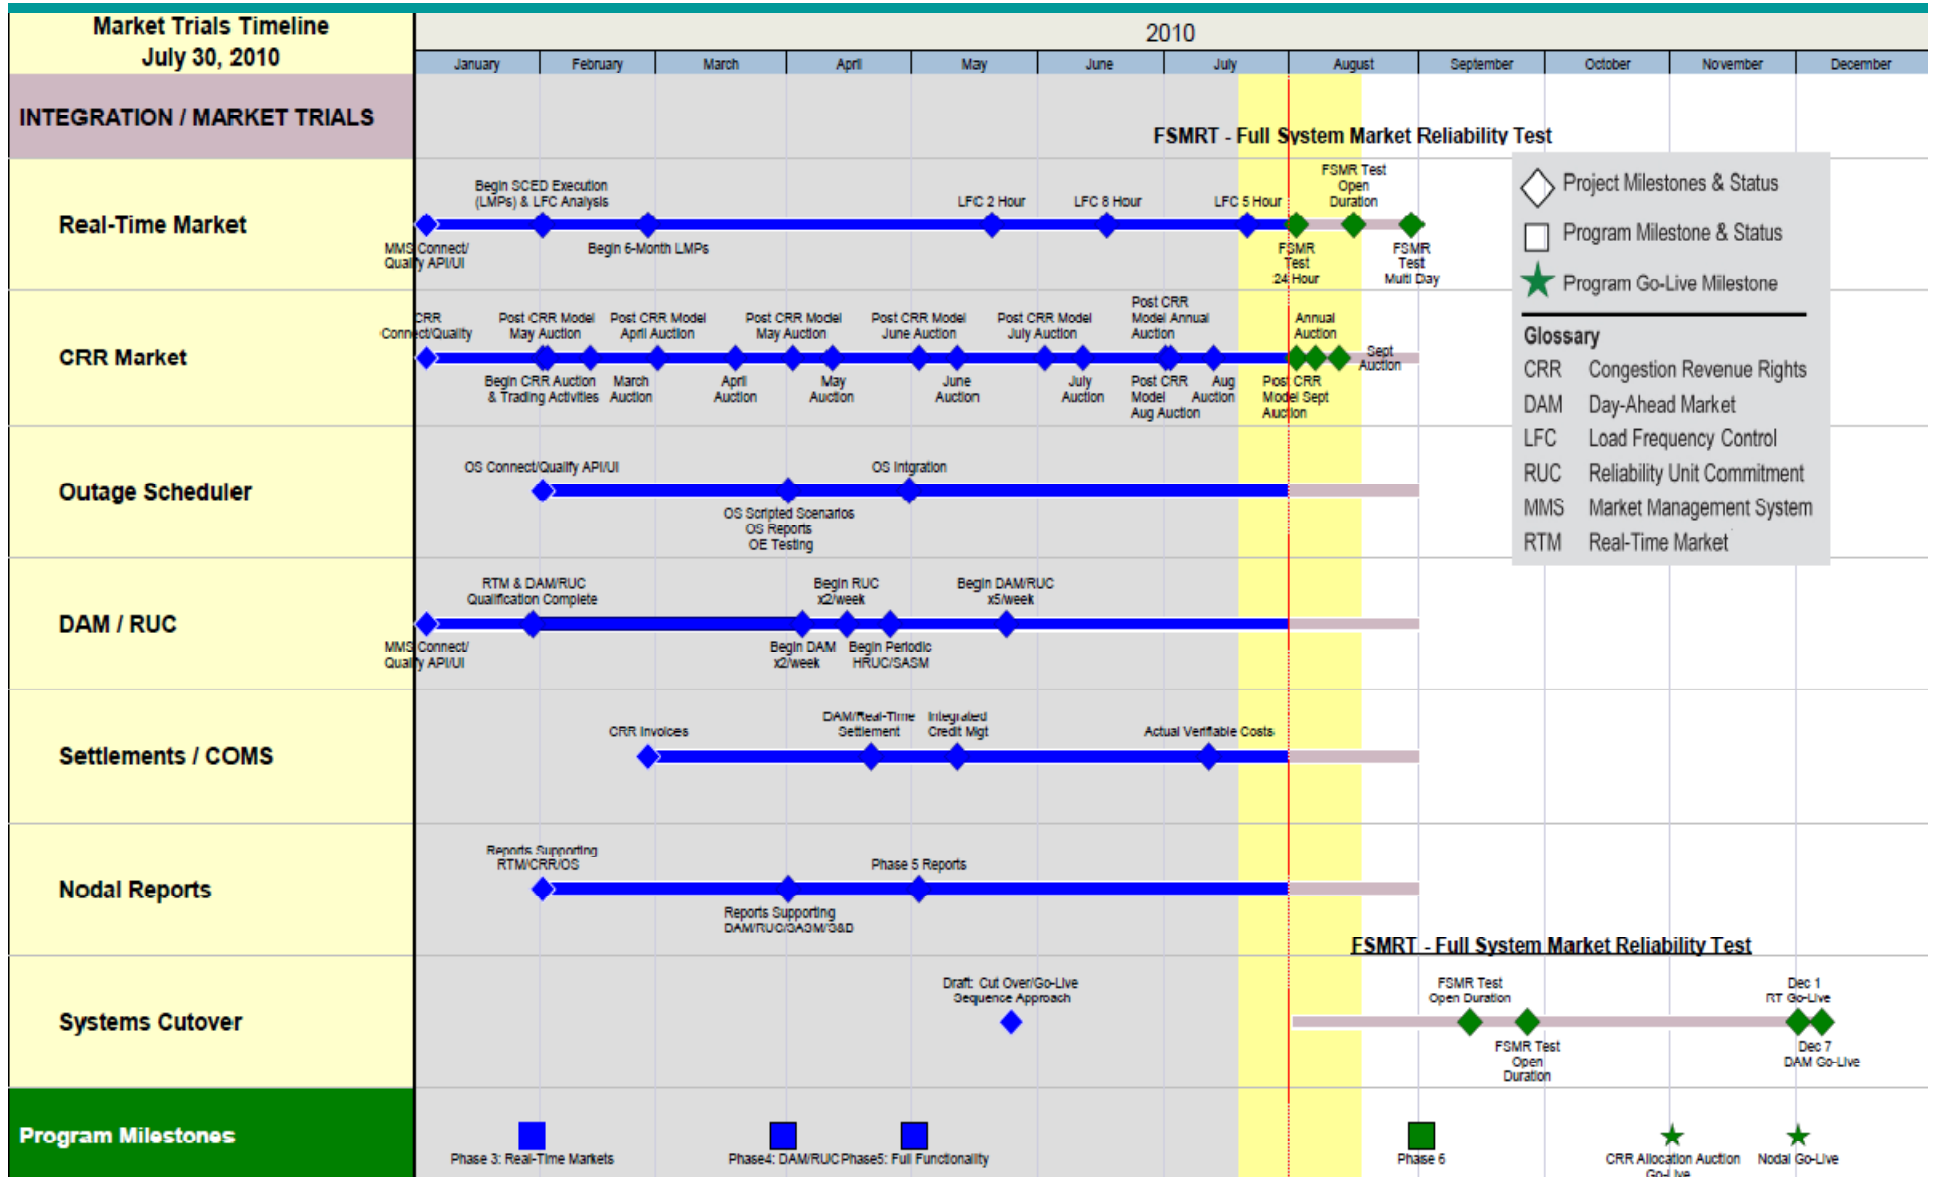 Market Trials Timeline
July 30, 2010
2010
January February March April May June July August September October November December
INTEGRATION / MARKET TRIALS
FSMRT - Full System Market Reliability Test
Real-Time Market
Begin SCED Execution
(LMPs) & LFC Analysis
LFC 2 Hour
LFC 8 Hour
LFC 5 Hour
FSMR Test
Open
Duration
MMS Connect/
Qualify API/UI
Begin 6-Month LMPs
FSMR
Test
24 Hour
FSMR
Test
Multi Day
CRR Market
CRR
Connect/Quality
Post CRR Model
May Auction
Post CRR Model
April Auction
Post CRR Model
May Auction
Post CRR Model
June Auction
Post CRR Model
July Auction
Post CRR
Model Annual
Auction
Annual
Auction
Sept
Auction
Begin CRR Auction
& Trading Activities
March
Auction
April
Auction
May
Auction
June
Auction
July
Auction
Post CRR
Model
Aug Auction
Aug
Auction
Post CRR
Model Sept
Auction
Outage Scheduler
OS Connect/Qualify API/UI
OS Intgration
OS Scripted Scenarios
OS Reports
OE Testing
DAM / RUC
RTM & DAM/RUC
Qualification Complete
Begin RUC
x2/week
Begin DAM/RUC
x5/week
MMS Connect/
Qualify API/UI
Begin DAM
x2/week
Begin Periodic
HRUC/SASM
Settlements / COMS
CRR Invoices
DAM/Real-Time
Settlement
Integrated
Credit Mgt
Actual Verifiable Costs
Nodal Reports
Reports Supporting
RTM/CRR/OS
Phase 5 Reports
Reports Supporting
DAM/RUC/SASM/S&D
FSMRT - Full System Market Reliability Test
Systems Cutover
Draft: Cut Over/Go-Live
Sequence Approach
FSMR Test
Open Duration
FSMR Test
Open
Duration
Dec 1
RT Go-Live
Dec 7
DAM Go-Live
Program Milestones
Phase 3: Real-Time Markets
Phase4: DAM/RUC
Phase5: Full Functionality
Phase 6
CRR Allocation Auction
Go-Live
Nodal Go-Live
Project Milestones & Status
Program Milestone & Status
Program Go-Live Milestone
Glossary
CRR Congestion Revenue Rights
DAM Day-Ahead Market
LFC Load Frequency Control
RUC Reliability Unit Commitment
MMS Market Management System
RTM Real-Time Market